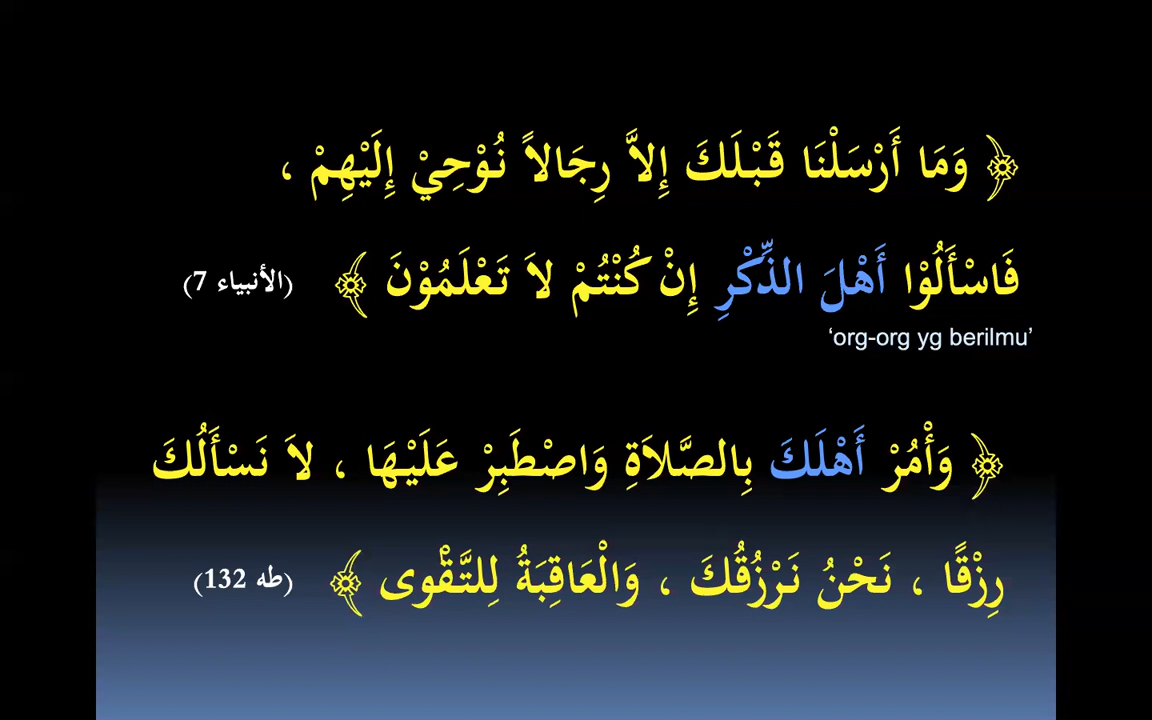 ﴿ وَمَا أَرْسَلْنَا قَبْلَكَ إِلاَّ رِجَالاً نُوْحِيْ إِلَيْهِمْ ،
فَاسْأَلُوْا أَهْلَ الذِّكْرِ إِنْ كُنْتُمْ لاَ تَعْلَمُوْنَ ﴾ (الأنبياء 7)
‘org-org yg berilmu’
﴿ وَأْمُرْ أَهْلَكَ بِالصَّلاَةِ وَاصْطَبِرْ عَلَيْهَا ، لاَ نَسْأَلُكَ
رِزْقًا ، نَحْنُ نَرْزُقُكَ ، وَالْعَاقِبَةُ لِلتَّقْوى ﴾ (طه 132)